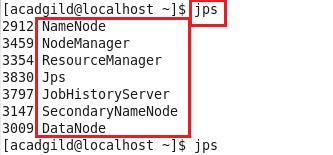 [acadgild@localhost ~]$ jps
2912 NameNode
3459 NodeManager
3354 ResourceManager
3830 Jps
3797 JobHistoryServer
3147 SecondaryNameNode
3009 DataNode
[acadgild@localhost ~]$ jps